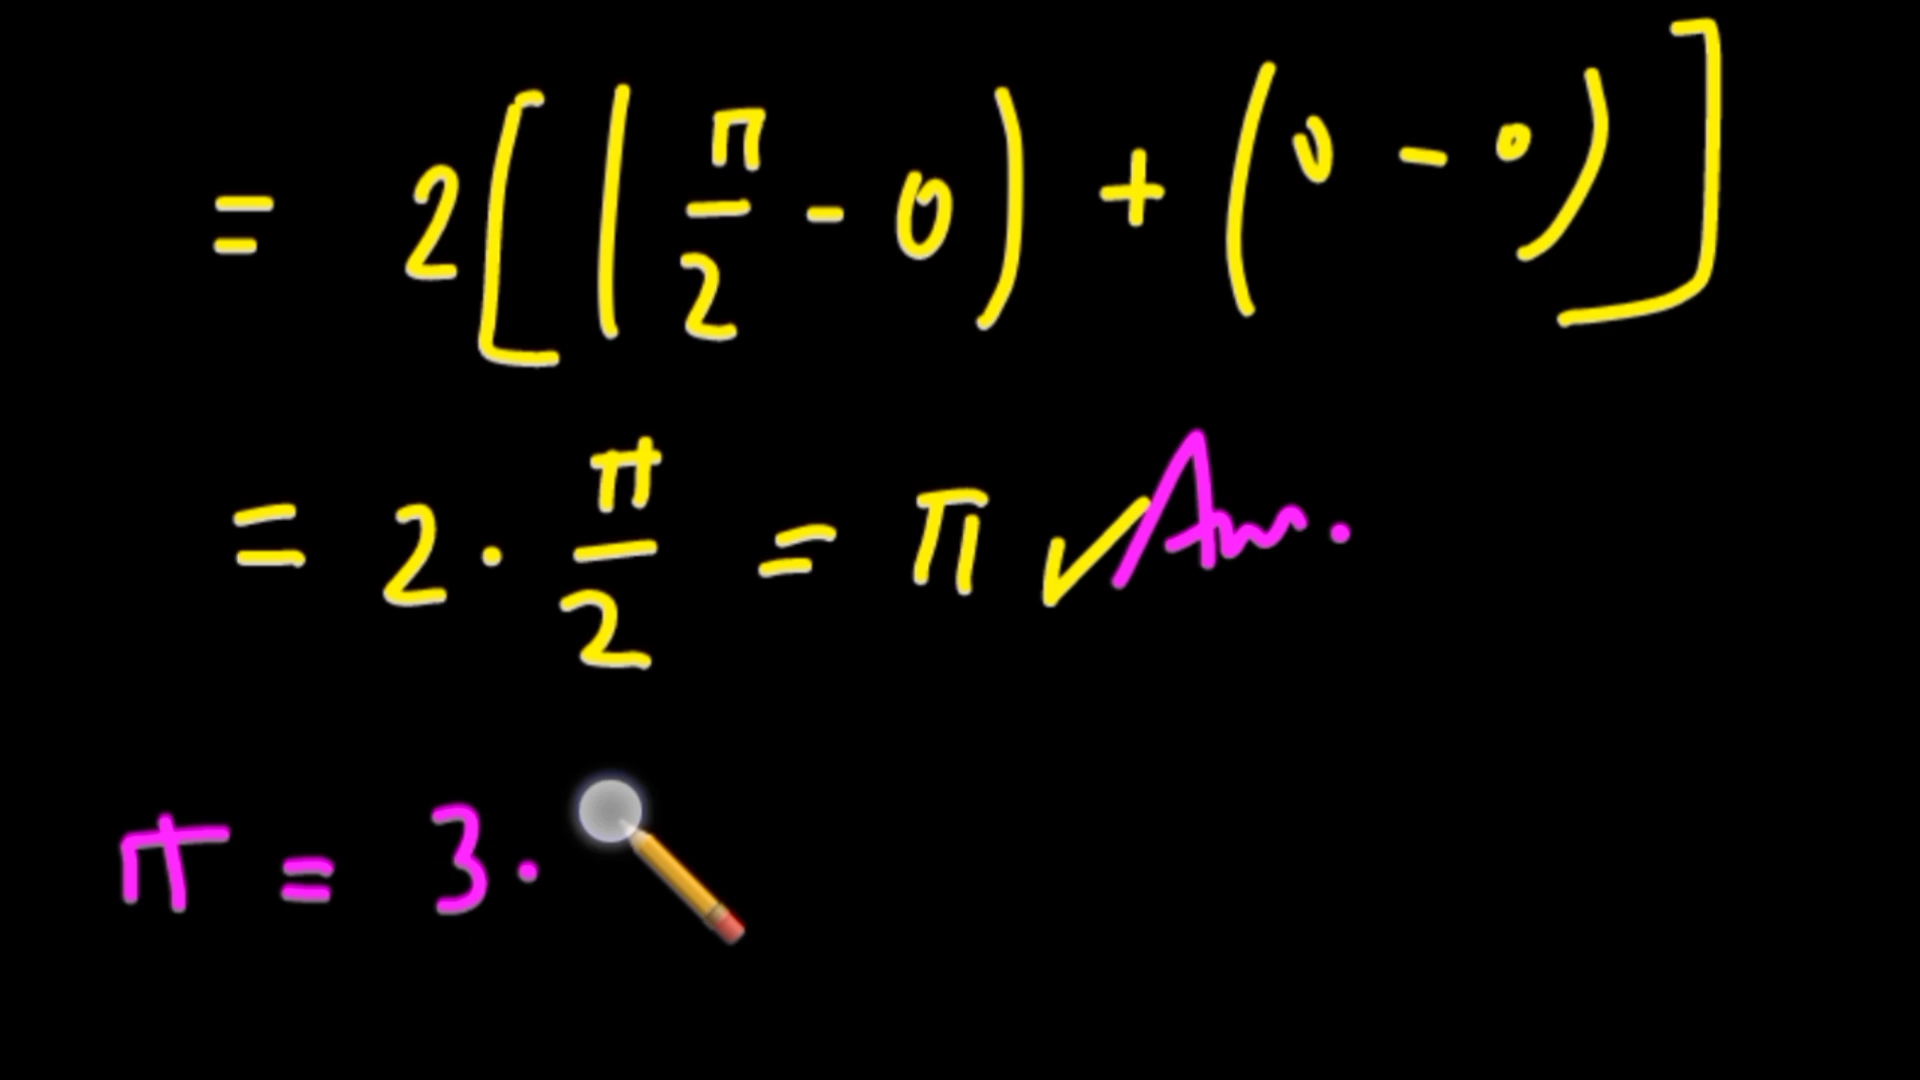 = 2[(π/2 - 0) + (0 - 0)]
= 2 · π/2 = π ✓ Ans.
π = 3.